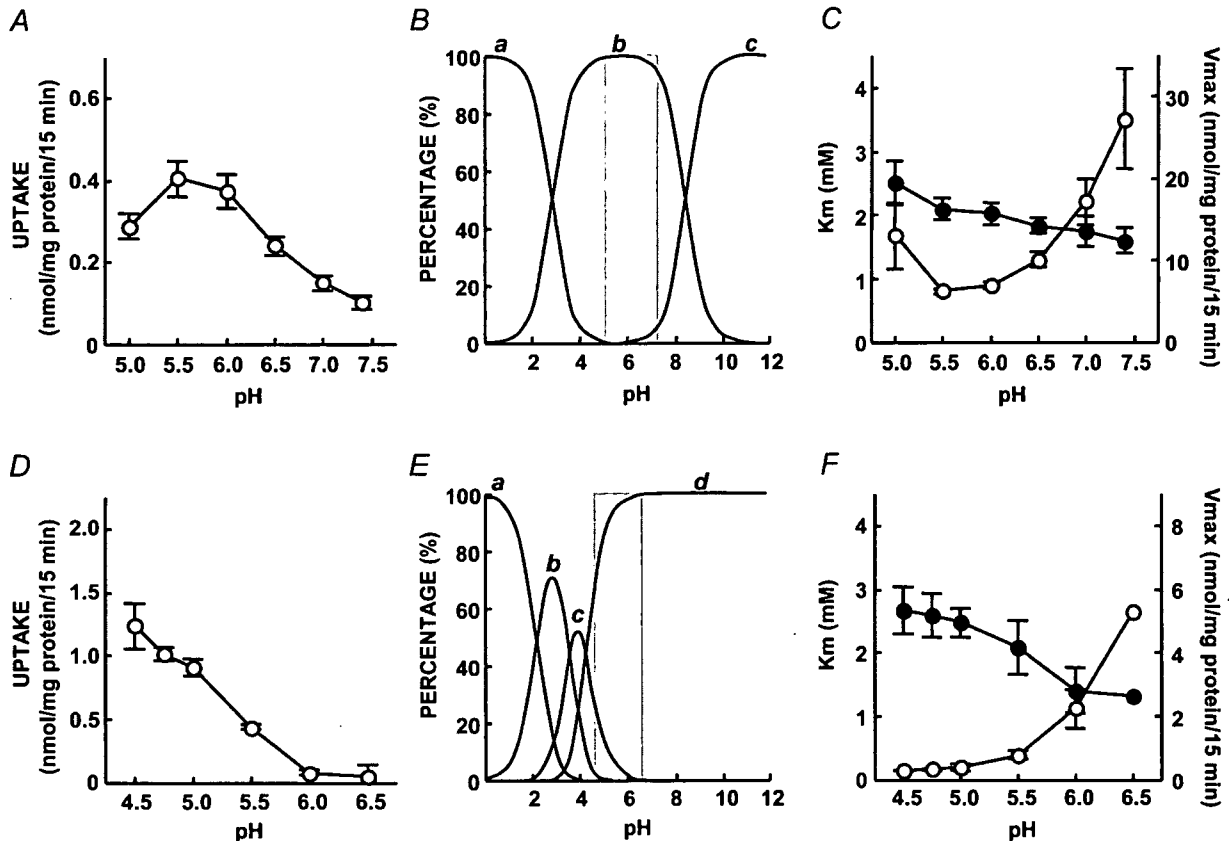 A
UPTAKE
(nmol/mg protein/15 min)
0.6
0.4
0.2
0
5.0 5.5 6.0 6.5 7.0 7.5
pH
B
PERCENTAGE (%)
a b c
100
80
60
40
20
0
2 4 6 8 10 12
pH
C
Km (mM)
4
3
2
1
0
Vmax (nmol/mg protein/15 min)
30
20
10
0
5.0 5.5 6.0 6.5 7.0 7.5
pH
D
UPTAKE
(nmol/mg protein/15 min)
2.0
1.5
1.0
0.5
0
4.5 5.0 5.5 6.0 6.5
pH
E
PERCENTAGE (%)
a
d
b
c
100
80
60
40
20
0
2 4 6 8 10 12
pH
F
Km (mM)
4
3
2
1
0
Vmax (nmol/mg protein/15 min)
8
6
4
2
0
4.5 5.0 5.5 6.0 6.5
pH